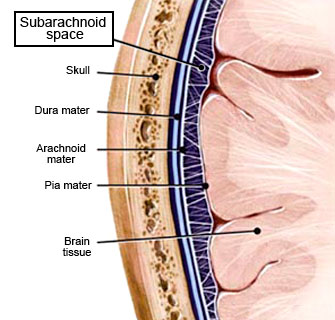 Subarachnoid
space
Skull
Dura mater
Arachnoid
mater
Pia mater
Brain
tissue